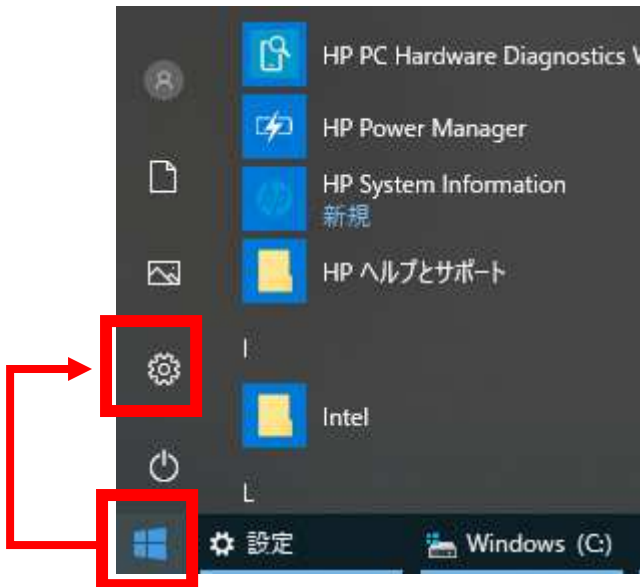 HP PC Hardware Diagnostics
HP Power Manager
HP System Information
新規
HP ヘルプとサポート
I
Intel
L
設定
Windows (C:)